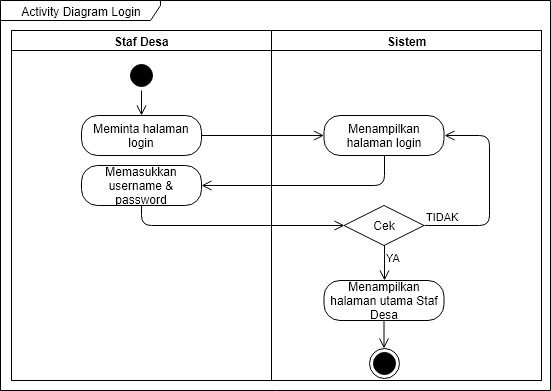 Activity Diagram Login
Staf Desa
Sistem
Meminta halaman
login
Menampilkan
halaman login
Memasukkan
username &
password
Cek
TIDAK
YA
Menampilkan
halaman utama Staf
Desa